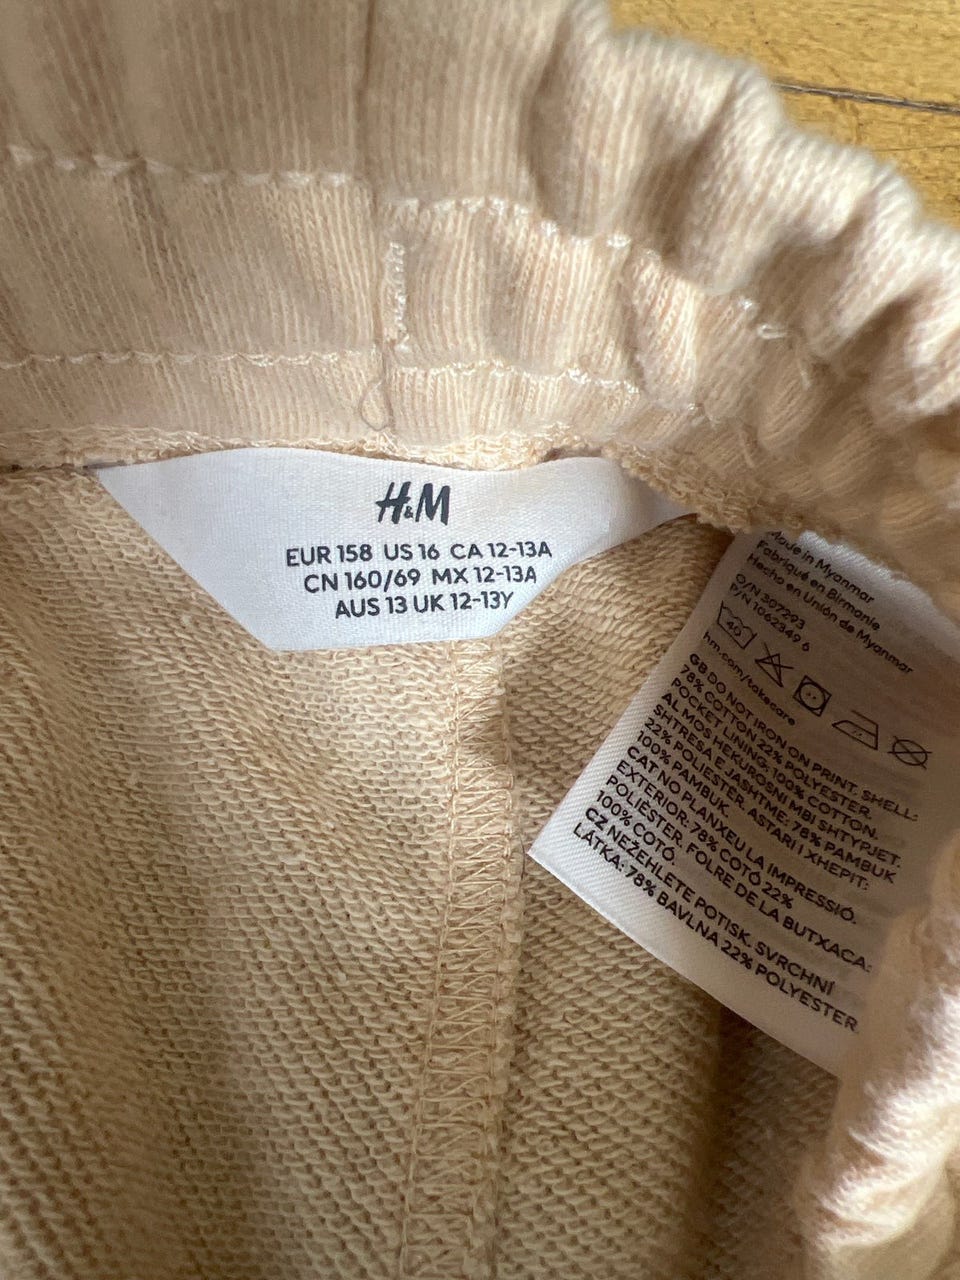 H&M
EUR 158 US 16 CA 12-13A
CN 160/69 MX 12-13A
AUS 13 UK 12-13Y
Made in Myanmar
Fabriqué en Birmanie
Hecho en Unión de Myanmar
O/N 307293
P/N 1062349 6
40
hm.com/takecare
GB DO NOT IRON ON PRINT. SHELL:
78% COTTON 22% POLYESTER.
POCKET LINING: 100% COTTON.
AL MOS HEKUROSNI MBI SHTYPJET.
SHTRESA E JASHTME: 78% PAMBUK
22% POLIESTER. ASTARI I XHEPIT:
100% PAMBUK.
CAT NO PLANXEU LA IMPRESSIÓ.
EXTERIOR: 78% COTÓ 22%
POLIÈSTER. FOLRE DE LA BUTXACA:
100% COTÓ.
CZ NEŽEHLETE POTISK. SVRCHNÍ
LÁTKA: 78% BAVLNA 22% POLYESTER